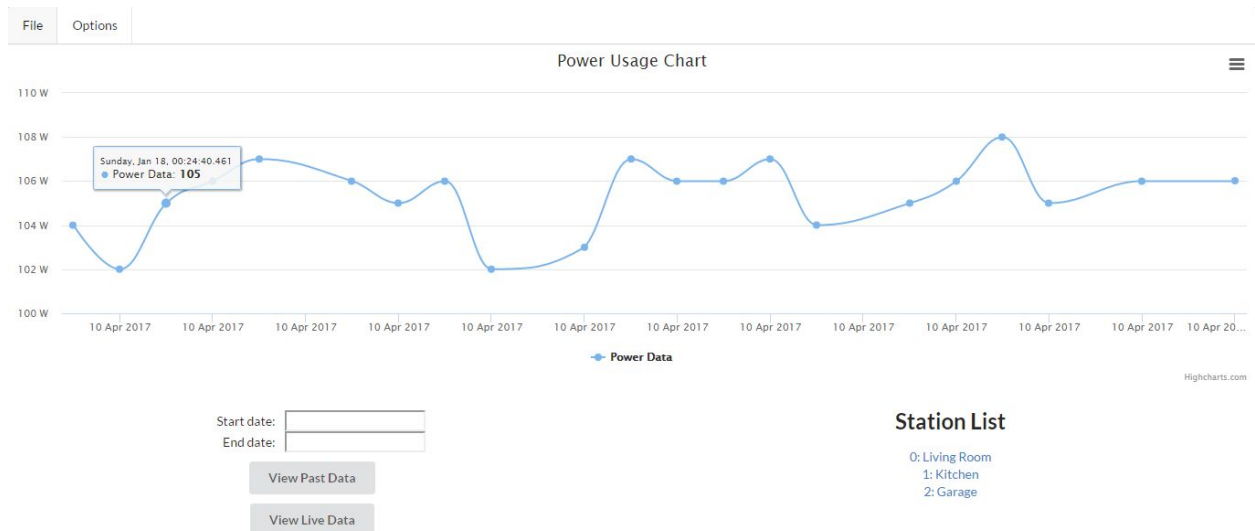 File Options
Power Usage Chart
110 W
108 W
106 W
104 W
102 W
100 W
Sunday, Jan 18, 00:24:40.461
Power Data: 105
10 Apr 2017 10 Apr 2017 10 Apr 2017 10 Apr 2017 10 Apr 2017 10 Apr 2017 10 Apr 2017 10 Apr 2017 10 Apr 2017 10 Apr 2017 10 Apr 2017 10 Apr 2017 10 Apr 20...
Power Data
Highcharts.com
Start date:
End date:
View Past Data
View Live Data
Station List
0: Living Room
1: Kitchen
2: Garage